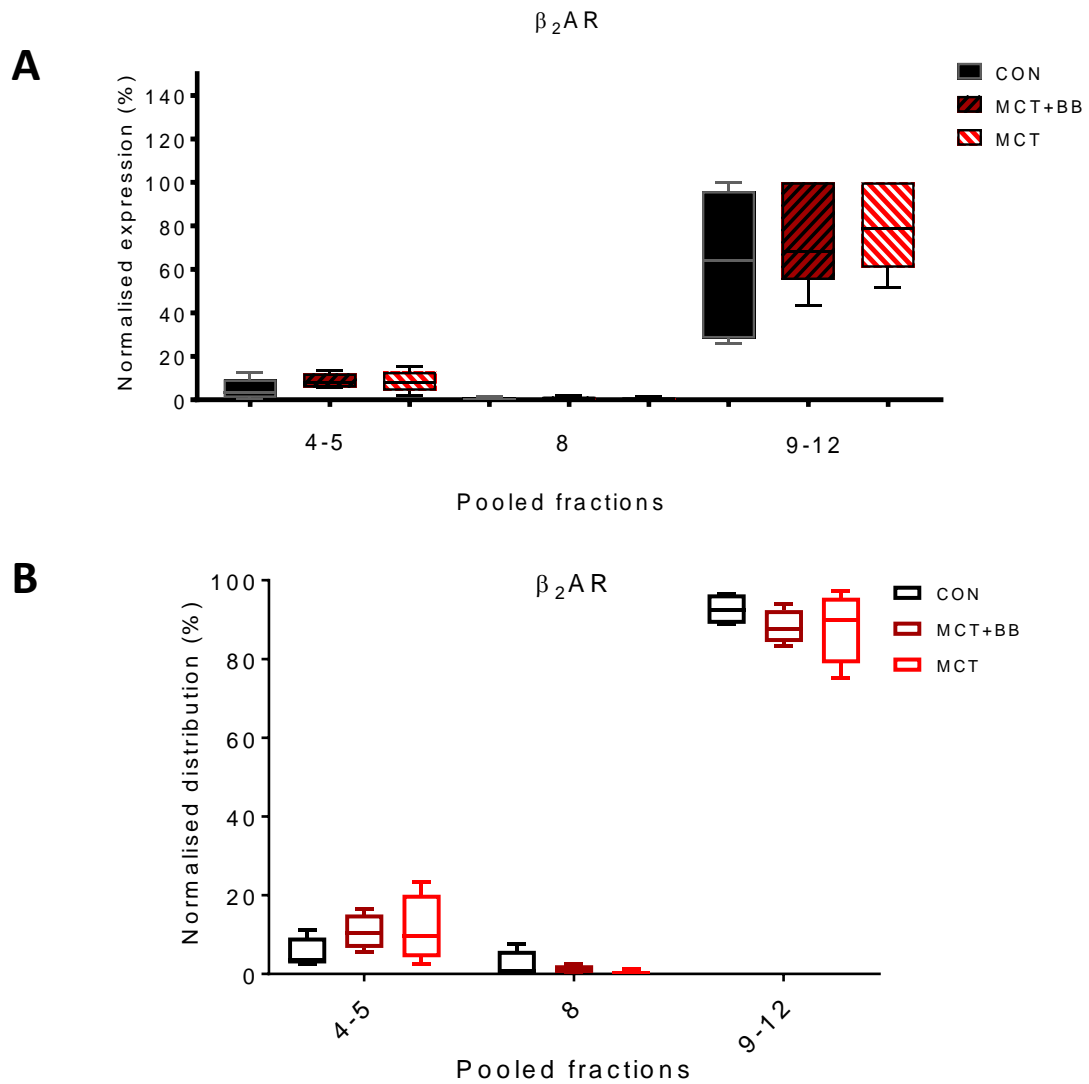 β₂AR
A
Normalised expression (%)
140
120
100
80
60
40
20
0
4-5
8
9-12
Pooled fractions
CON
MCT+BB
MCT
B
β₂AR
Normalised distribution (%)
100
80
60
40
20
0
4-5
8
9-12
Pooled fractions
CON
MCT+BB
MCT